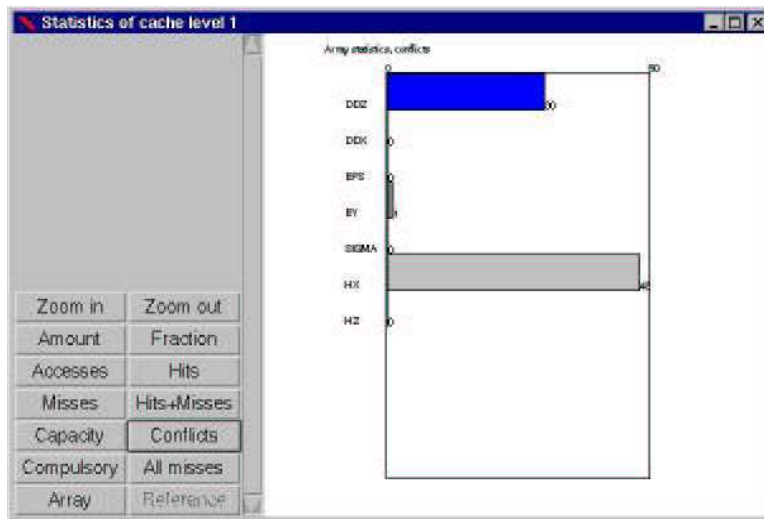 Statistics of cache level 1
Array statistics, conflicts
0 50
DDZ 30
DDX 0
EPS 0
EY 1
SIGMA 0
HX 48
HZ 0
Zoom in Zoom out
Amount Fraction
Accesses Hits
Misses Hits+Misses
Capacity Conflicts
Compulsory All misses
Array Reference